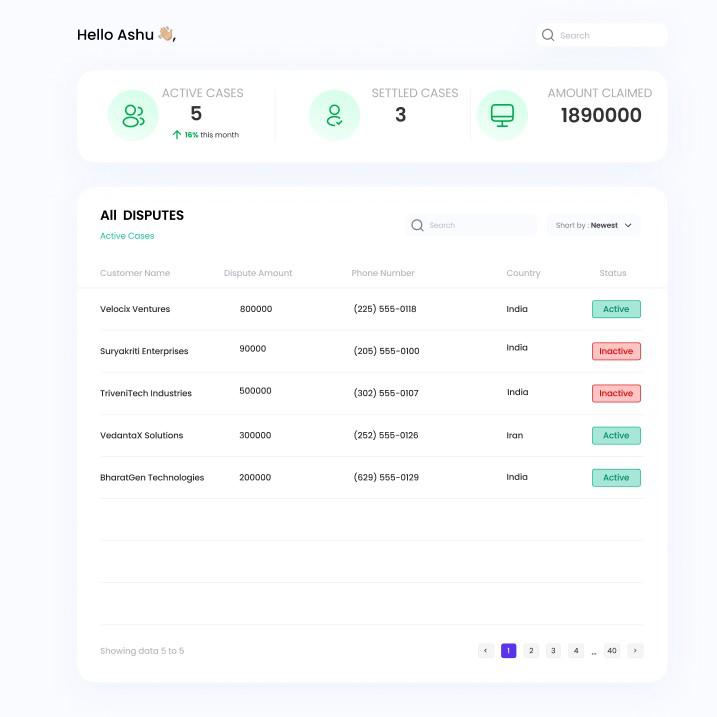 Hello Ashu 👋🏼,
Search
ACTIVE CASES
5
16% this month
SETTLED CASES
3
AMOUNT CLAIMED
1890000
All DISPUTES
Active Cases
Search
Short by : Newest
Customer Name Dispute Amount Phone Number Country Status
Velocix Ventures 800000 (225) 555-0118 India Active
Suryakriti Enterprises 90000 (205) 555-0100 India Inactive
TriveniTech Industries 500000 (302) 555-0107 India Inactive
VedantaX Solutions 300000 (252) 555-0126 Iran Active
BharatGen Technologies 200000 (629) 555-0129 India Active
Showing data 5 to 5 < 1 2 3 4 ... 40 >